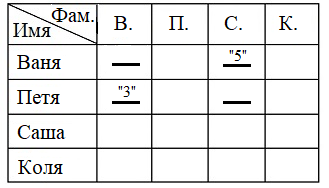 Фам. В. П. С. К.
Имя
Ваня — "5"
Петя "3" —
Саша
Коля